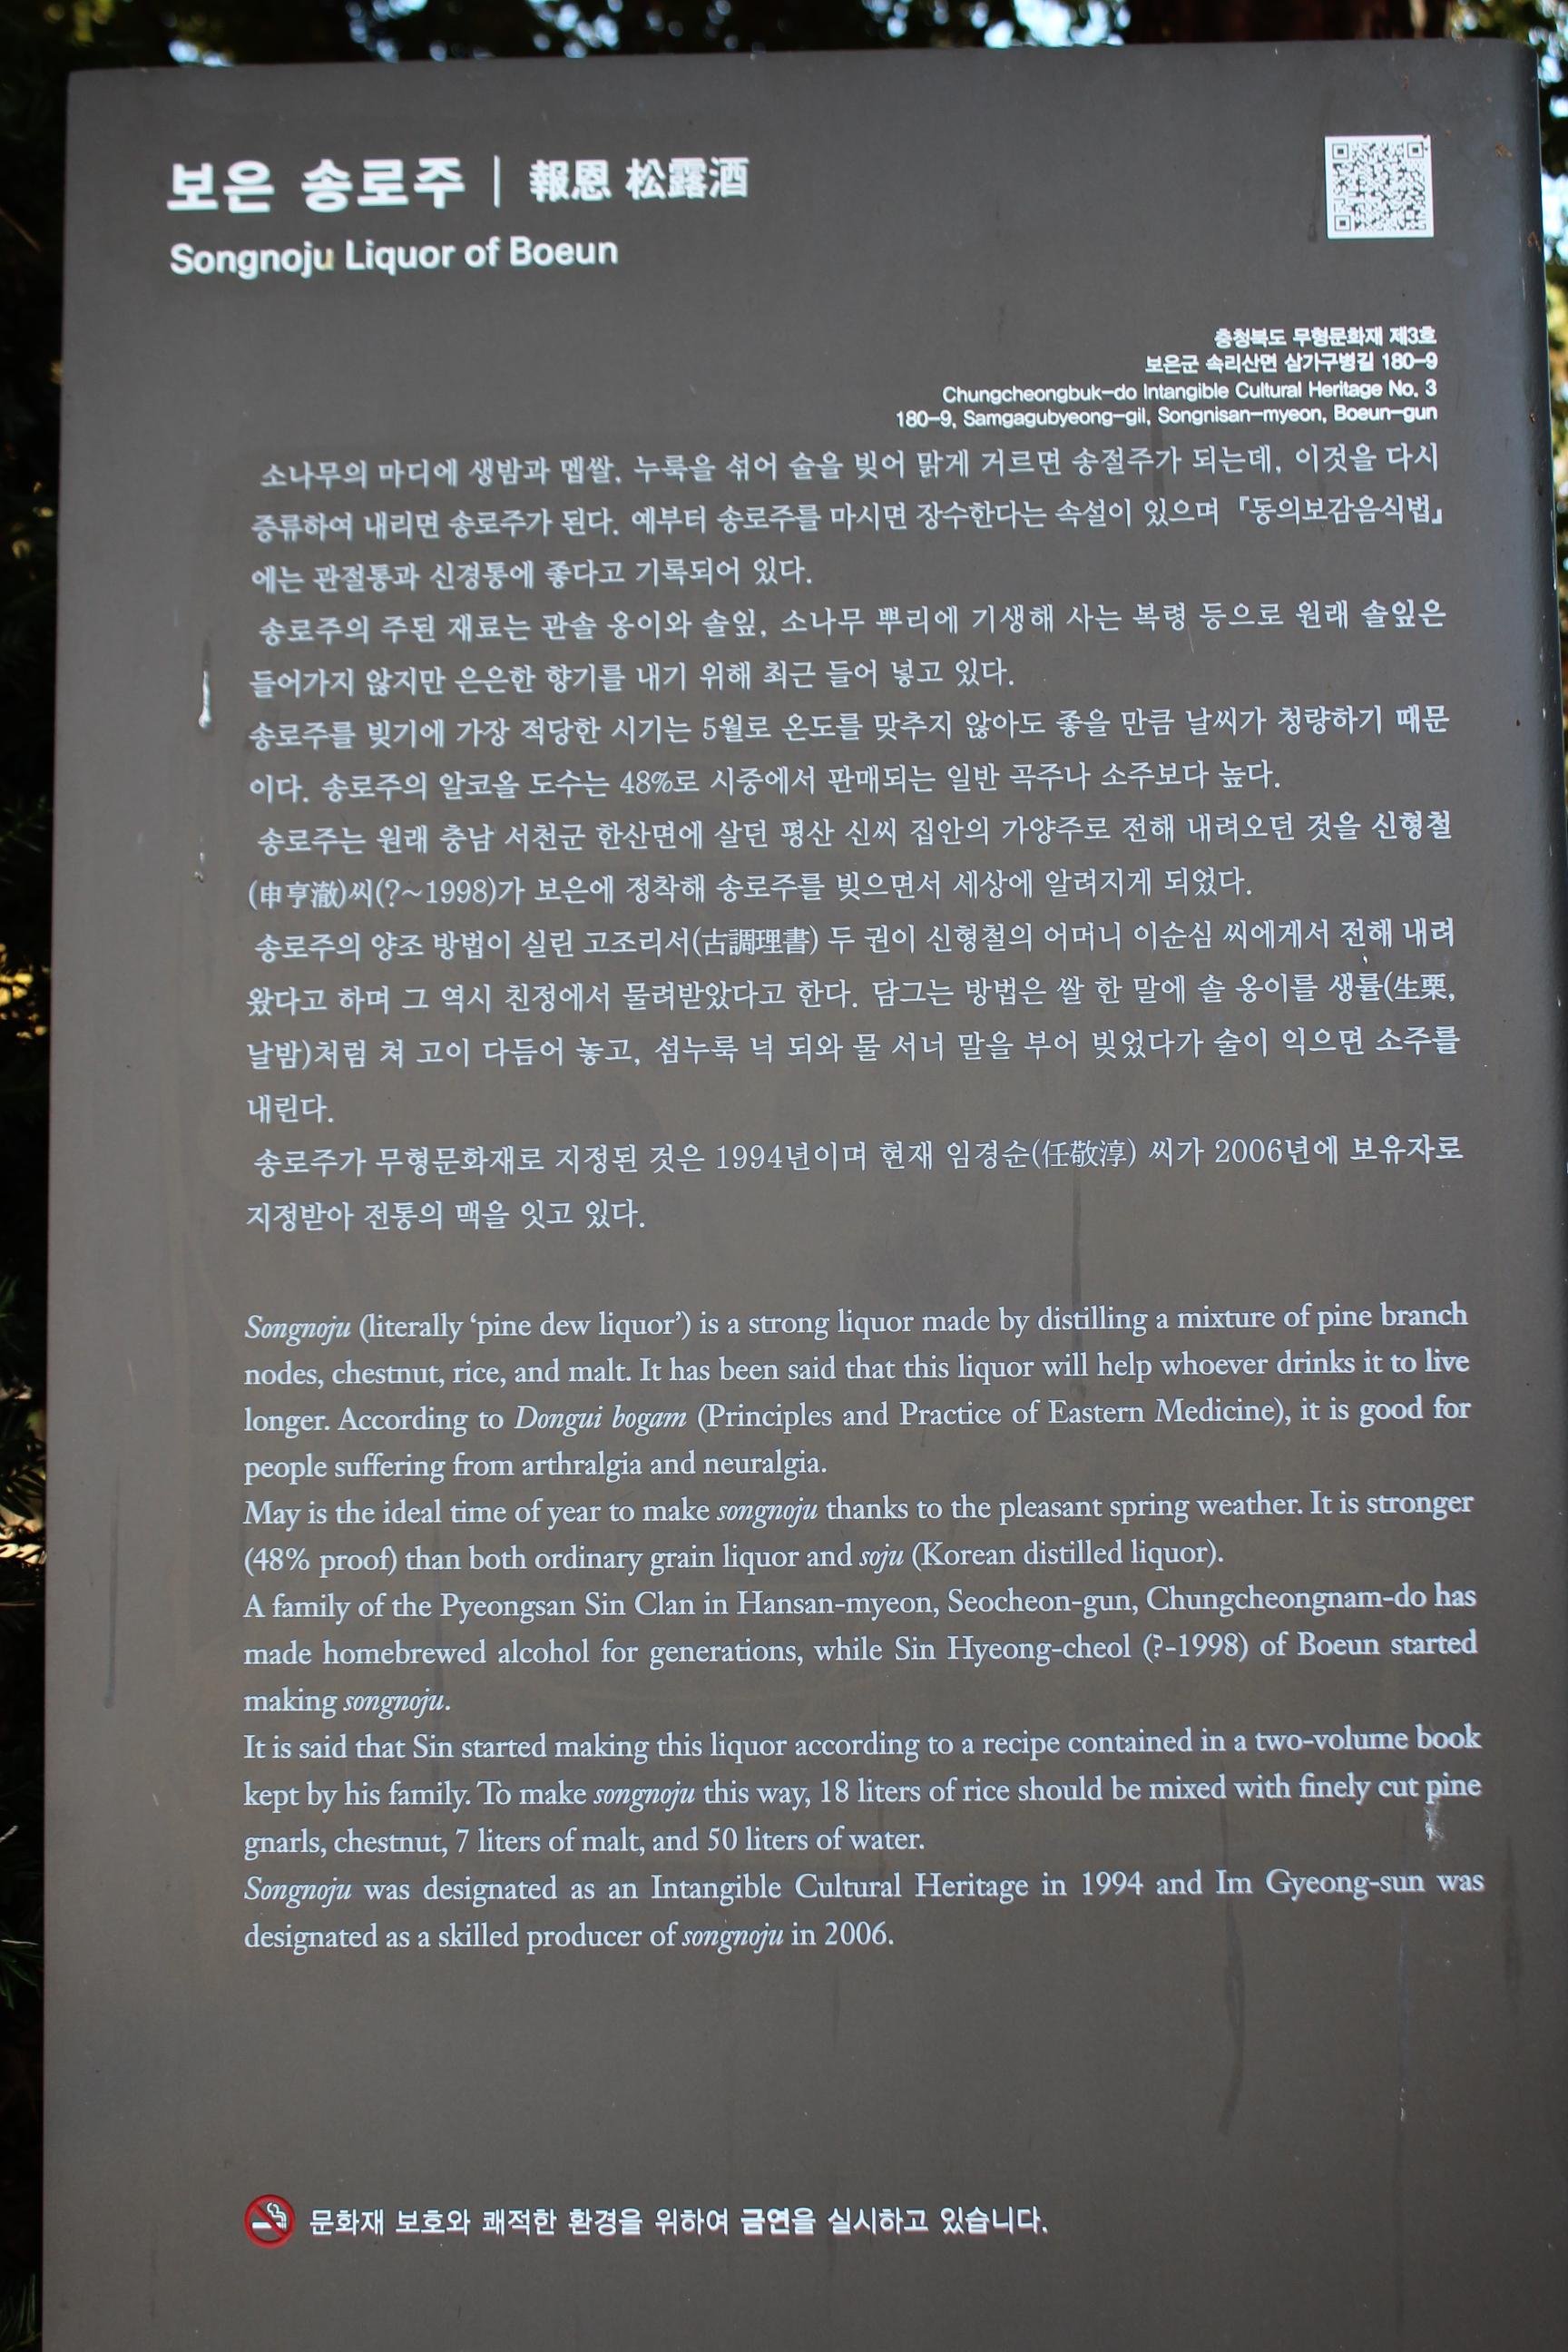 보은 송로주 | 報恩 松露酒
Songnoju Liquor of Boeun
충청북도 무형문화재 제3호
보은군 속리산면 삼가구병길 180-9
Chungcheongbuk-do Intangible Cultural Heritage No. 3
180-9, Samgagubyeong-gil, Songnisan-myeon, Boeun-gun
소나무의 마디에 생밤과 멥쌀, 누룩을 섞어 술을 빚어 맑게 거르면 송절주가 되는데, 이것을 다시
증류하여 내리면 송로주가 된다. 예부터 송로주를 마시면 장수한다는 속설이 있으며 『동의보감음식법』
에는 관절통과 신경통에 좋다고 기록되어 있다.
송로주의 주된 재료는 관솔 옹이와 솔잎, 소나무 뿌리에 기생해 사는 복령 등으로 원래 솔잎은
들어가지 않지만 은은한 향기를 내기 위해 최근 들어 넣고 있다.
송로주를 빚기에 가장 적당한 시기는 5월로 온도를 맞추지 않아도 좋을 만큼 날씨가 청량하기 때문
이다. 송로주의 알코올 도수는 48%로 시중에서 판매되는 일반 곡주나 소주보다 높다.
송로주는 원래 충남 서천군 한산면에 살던 평산 신씨 집안의 가양주로 전해 내려오던 것을 신형철
(申亨澈)씨(?~1998)가 보은에 정착해 송로주를 빚으면서 세상에 알려지게 되었다.
송로주의 양조 방법이 실린 고조리서(古調理書) 두 권이 신형철의 어머니 이순심 씨에게서 전해 내려
왔다고 하며 그 역시 친정에서 물려받았다고 한다. 담그는 방법은 쌀 한 말에 솔 옹이를 생률(生栗,
날밤)처럼 쳐 고이 다듬어 놓고, 섬누룩 넉 되와 물 서너 말을 부어 빚었다가 술이 익으면 소주를
내린다.
송로주가 무형문화재로 지정된 것은 1994년이며 현재 임경순(任敬淳) 씨가 2006년에 보유자로
지정받아 전통의 맥을 잇고 있다.
Songnoju (literally ‘pine dew liquor’) is a strong liquor made by distilling a mixture of pine branch
nodes, chestnut, rice, and malt. It has been said that this liquor will help whoever drinks it to live
longer. According to Dongui bogam (Principles and Practice of Eastern Medicine), it is good for
people suffering from arthralgia and neuralgia.
May is the ideal time of year to make songnoju thanks to the pleasant spring weather. It is stronger
(48% proof) than both ordinary grain liquor and soju (Korean distilled liquor).
A family of the Pyeongsan Sin Clan in Hansan-myeon, Seocheon-gun, Chungcheongnam-do has
made homebrewed alcohol for generations, while Sin Hyeong-cheol (?-1998) of Boeun started
making songnoju.
It is said that Sin started making this liquor according to a recipe contained in a two-volume book
kept by his family. To make songnoju this way, 18 liters of rice should be mixed with finely cut pine
gnarls, chestnut, 7 liters of malt, and 50 liters of water.
Songnoju was designated as an Intangible Cultural Heritage in 1994 and Im Gyeong-sun was
designated as a skilled producer of songnoju in 2006.
문화재 보호와 쾌적한 환경을 위하여 금연을 실시하고 있습니다.